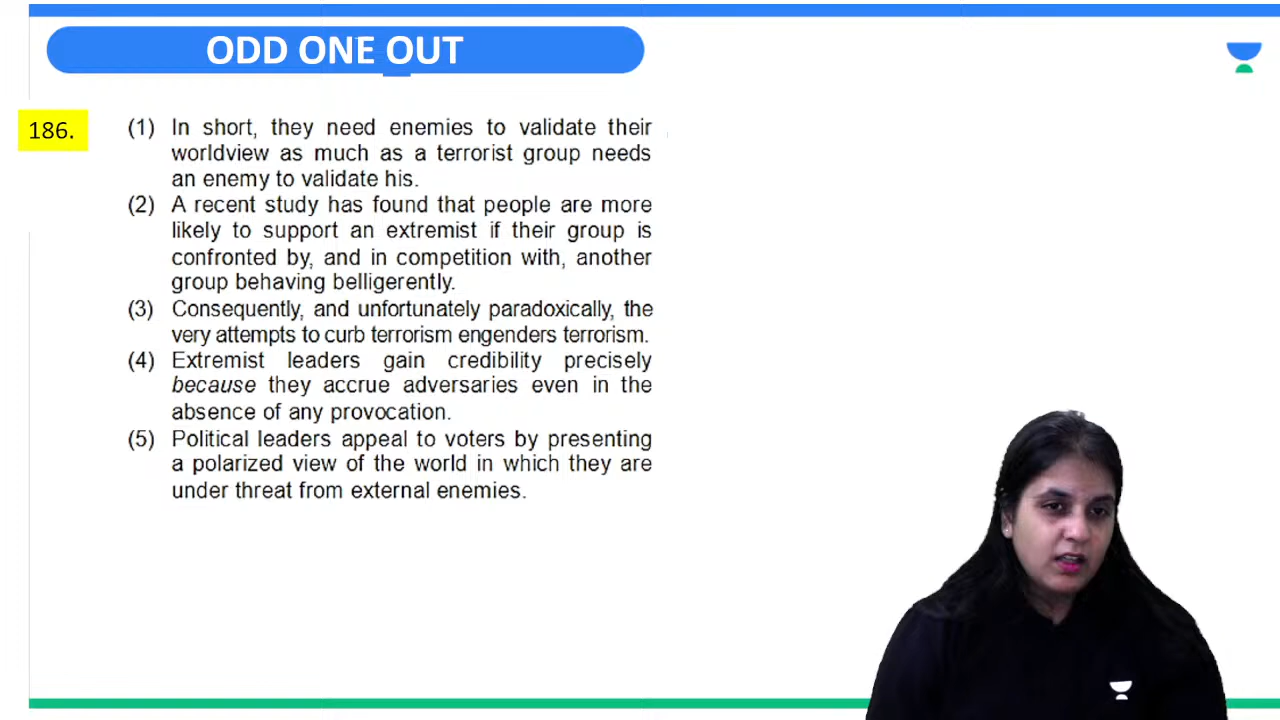 ODD ONE OUT
186.
(1) In short, they need enemies to validate their
worldview as much as a terrorist group needs
an enemy to validate his.
(2) A recent study has found that people are more
likely to support an extremist if their group is
confronted by, and in competition with, another
group behaving belligerently.
(3) Consequently, and unfortunately paradoxically, the
very attempts to curb terrorism engenders terrorism.
(4) Extremist leaders gain credibility precisely
because they accrue adversaries even in the
absence of any provocation.
(5) Political leaders appeal to voters by presenting
a polarized view of the world in which they are
under threat from external enemies.